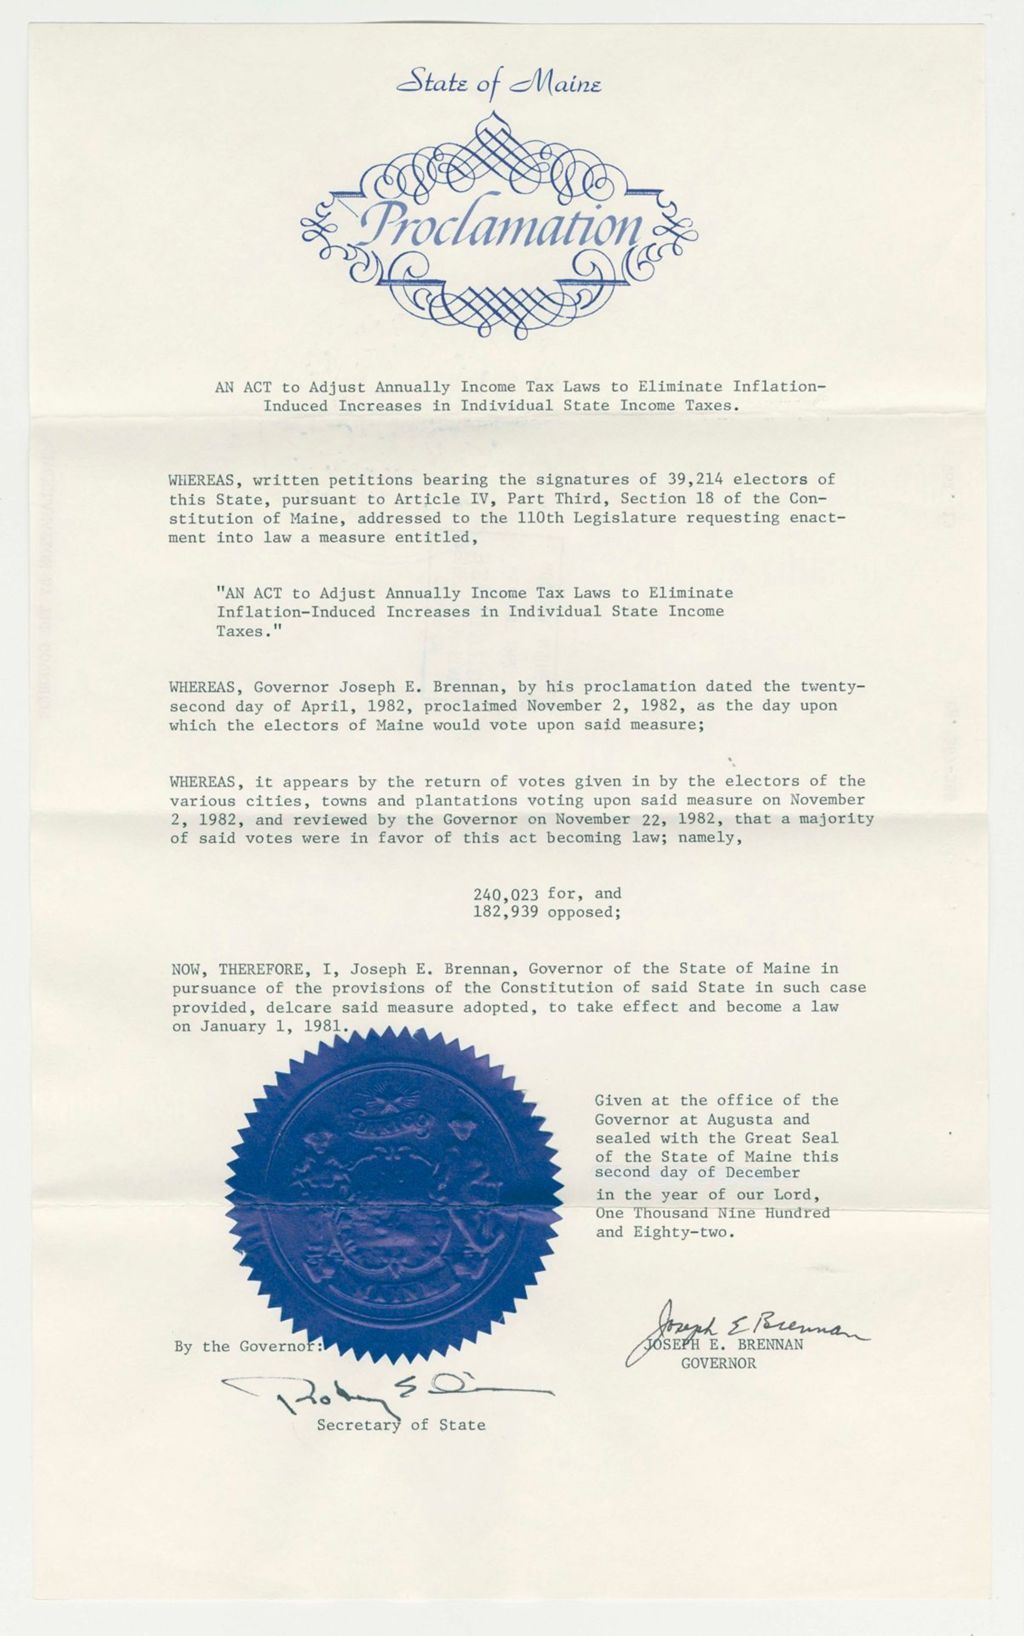 State of Maine
Proclamation
AN ACT to Adjust Annually Income Tax Laws to Eliminate Inflation-
Induced Increases in Individual State Income Taxes.
WHEREAS, written petitions bearing the signatures of 39,214 electors of
this State, pursuant to Article IV, Part Third, Section 18 of the Con-
stitution of Maine, addressed to the 110th Legislature requesting enact-
ment into law a measure entitled,
"AN ACT to Adjust Annually Income Tax Laws to Eliminate
Inflation-Induced Increases in Individual State Income
Taxes."
WHEREAS, Governor Joseph E. Brennan, by his proclamation dated the twenty-
second day of April, 1982, proclaimed November 2, 1982, as the day upon
which the electors of Maine would vote upon said measure;
WHEREAS, it appears by the return of votes given in by the electors of the
various cities, towns and plantations voting upon said measure on November
2, 1982, and reviewed by the Governor on November 22, 1982, that a majority
of said votes were in favor of this act becoming law; namely,
240,023 for, and
182,939 opposed;
NOW, THEREFORE, I, Joseph E. Brennan, Governor of the State of Maine in
pursuance of the provisions of the Constitution of said State in such case
provided, delcare said measure adopted, to take effect and become a law
on January 1, 1981.
Given at the office of the
Governor at Augusta and
sealed with the Great Seal
of the State of Maine this
second day of December
in the year of our Lord,
One Thousand Nine Hundred
and Eighty-two.
DIRIGO
MAINE
Joseph E Brennan
JOSEPH E. BRENNAN
GOVERNOR
By the Governor:
Secretary of State